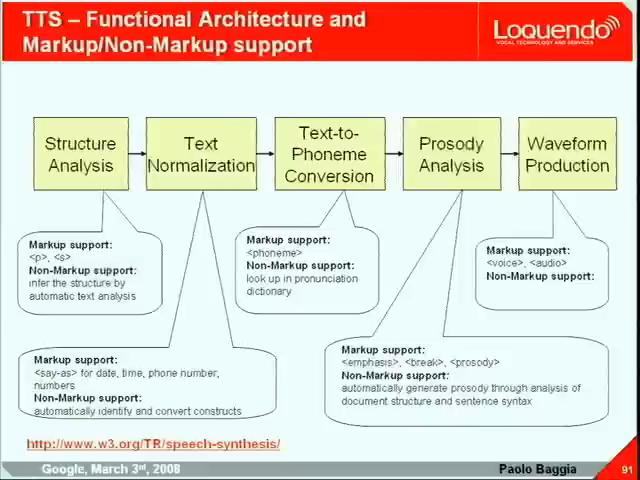 TTS – Functional Architecture and
Markup/Non-Markup support
Loquendo
VOCAL TECHNOLOGY AND SERVICES
Structure
Analysis
Text
Normalization
Text-to-
Phoneme
Conversion
Prosody
Analysis
Waveform
Production
Markup support:
<p>, <s>
Non-Markup support:
infer the structure by
automatic text analysis
Markup support:
<phoneme>
Non-Markup support:
look up in pronunciation
dictionary
Markup support:
<voice>, <audio>
Non-Markup support:
Markup support:
<say-as> for date, time, phone number,
numbers
Non-Markup support:
automatically identify and convert constructs
Markup support:
<emphasis>, <break>, <prosody>
Non-Markup support:
automatically generate prosody through analysis of
document structure and sentence syntax
http://www.w3.org/TR/speech-synthesis/
Google, March 3rd, 2008
Paolo Baggia
91